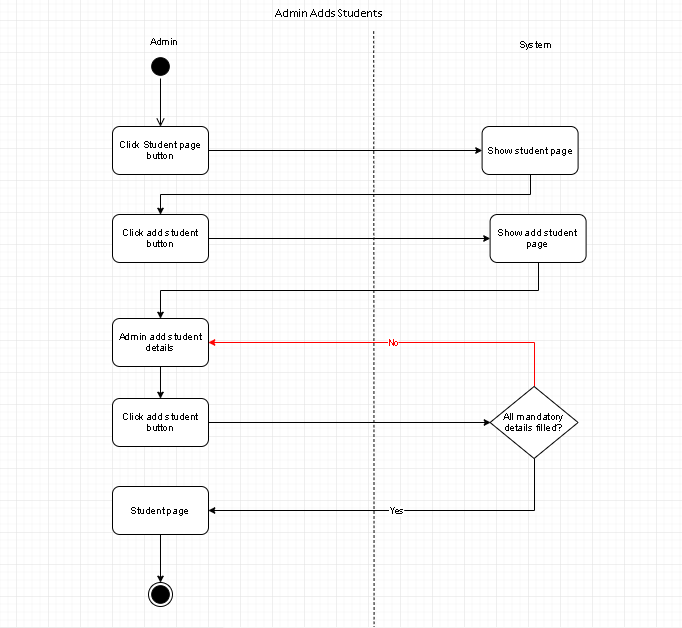 Admin Adds Students
Admin
System
Click Student page
button
Show student page
Click add student
button
Show add student
page
Admin add student
details
No
Click add student
button
All mandatory
details filled?
Student page
Yes